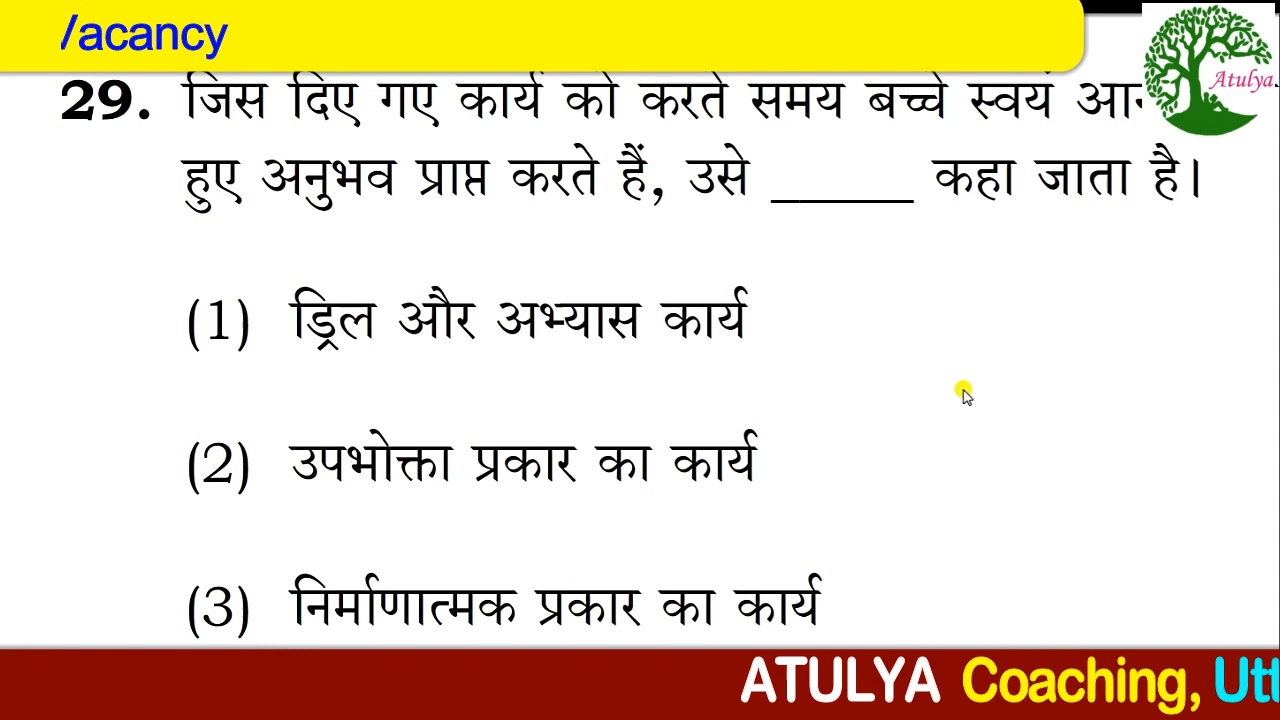 /acancy
Atulya
29. जिस दिए गए कार्य को करते समय बच्चे स्वयं
हुए अनुभव प्राप्त करते हैं, उसे _____ कहा जाता है।
(1) ड्रिल और अभ्यास कार्य
(2) उपभोक्ता प्रकार का कार्य
(3) निर्माणात्मक प्रकार का कार्य
ATULYA Coaching,